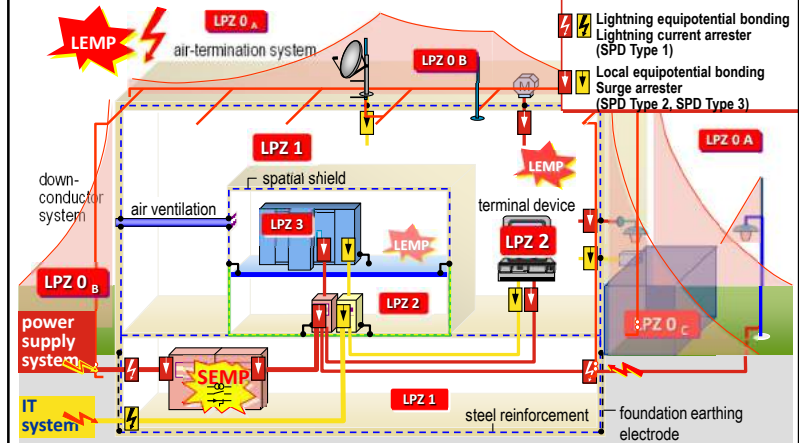 LEMP
LPZ 0 A
air-termination system
LPZ 0 B
M
Lightning equipotential bonding
Lightning current arrester
(SPD Type 1)
Local equipotential bonding
Surge arrester
(SPD Type 2, SPD Type 3)
LPZ 1
LEMP
LPZ 0 A
down-
conductor
system
spatial shield
air ventilation
LPZ 3
LEMP
terminal device
LPZ 2
LPZ 0 B
LPZ 2
LPZ 0 C
power
supply
system
SEMP
IT
system
LPZ 1
steel reinforcement
foundation earthing
electrode